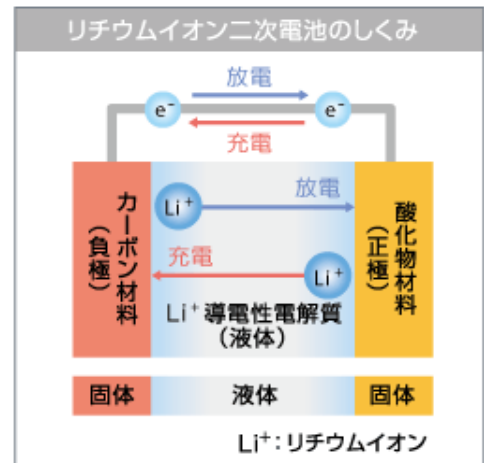 リチウムイオン二次電池のしくみ
放電
e⁻
e⁻
充電
カーボン材料
(負極)
Li⁺
放電
充電
Li⁺
Li⁺導電性電解質
(液体)
酸化物材料
(正極)
固体
液体
固体
Li⁺:リチウムイオン